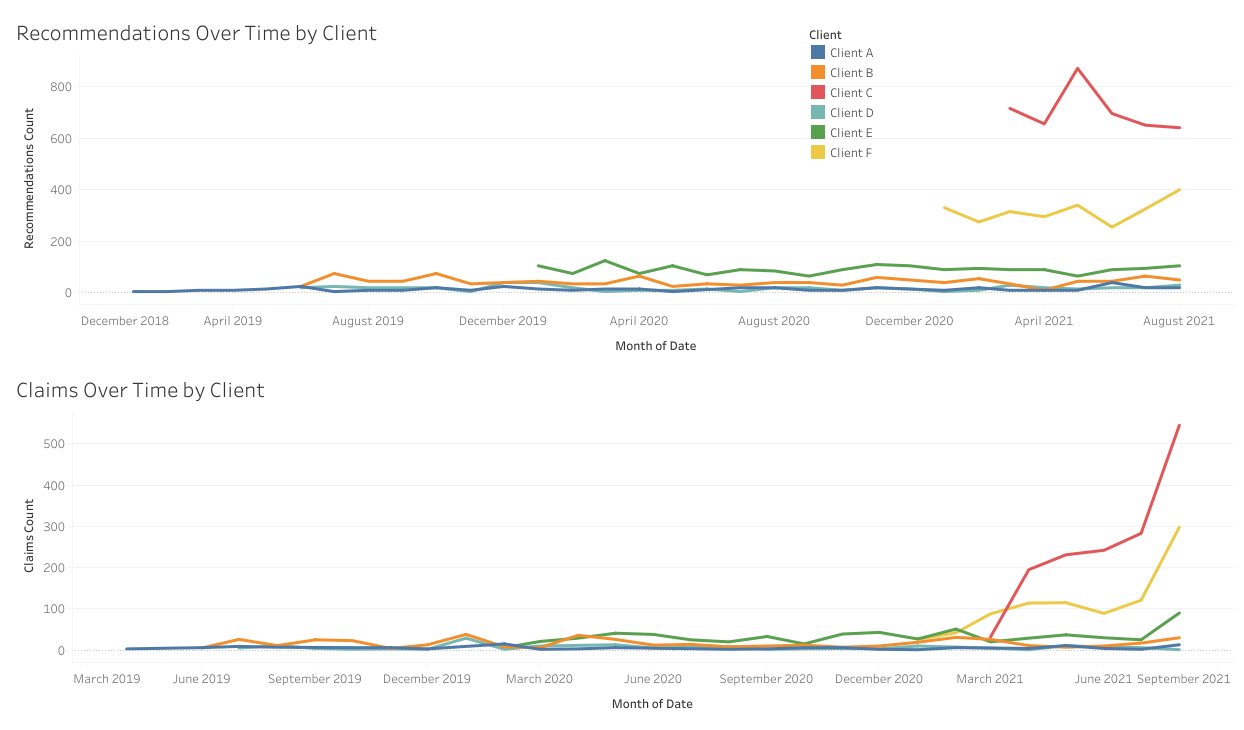 Recommendations Over Time by Client
Client
Client A
Client B
Client C
Client D
Client E
Client F
Recommendations Count
800
600
400
200
0
December 2018 April 2019 August 2019 December 2019 April 2020 August 2020 December 2020 April 2021 August 2021
Month of Date
Claims Over Time by Client
Claims Count
500
400
300
200
100
0
March 2019 June 2019 September 2019 December 2019 March 2020 June 2020 September 2020 December 2020 March 2021 June 2021 September 2021
Month of Date